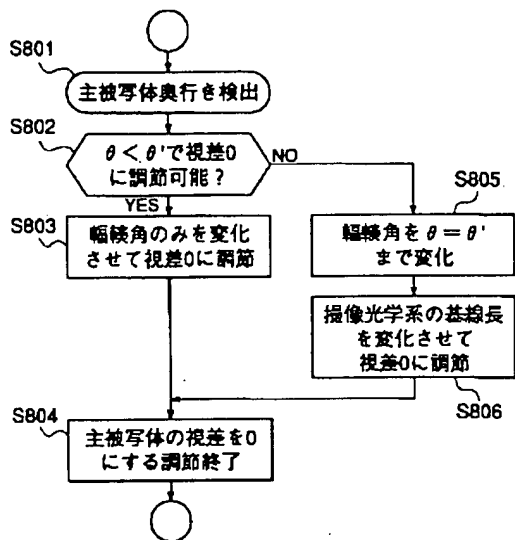 S801
主被写体奥行き検出
S802
θ < θ'で視差0
に調節可能?
NO
YES
S803
輻輳角のみを変化
させて視差0に調節
S805
輻輳角をθ=θ'
まで変化
撮像光学系の基線長
を変化させて
視差0に調節
S806
S804
主被写体の視差を0
にする調節終了